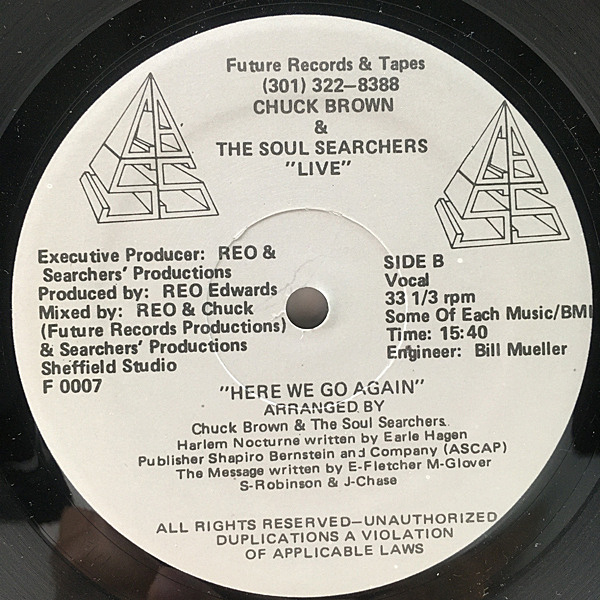 Future Records & Tapes
(301) 322-8388
CHUCK BROWN
&
THE SOUL SEARCHERS
"LIVE"
Executive Producer: REO &
Searchers' Productions
Produced by: REO Edwards
Mixed by: REO & Chuck
(Future Records Productions)
& Searchers' Productions
Sheffield Studio
F 0007
SIDE B
Vocal
33 1/3 rpm
Some Of Each Music/BMI
Time: 15:40
Engineer: Bill Mueller
"HERE WE GO AGAIN"
ARRANGED BY
Chuck Brown & The Soul Searchers
Harlem Nocturne written by Earle Hagen
Publisher Shapiro Bernstein and Company (ASCAP)
The Message written by E-Fletcher M-Glover
S-Robinson & J-Chase
ALL RIGHTS RESERVED—UNAUTHORIZED
DUPLICATIONS A VIOLATION
OF APPLICABLE LAWS